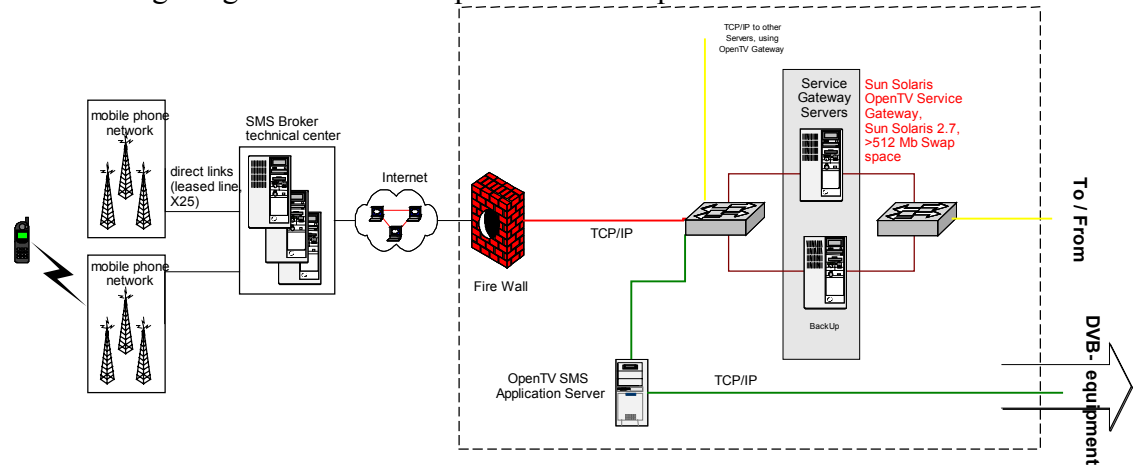 TCP/IP to other
Servers, using
OpenTV Gateway
Service
Gateway
Servers
Sun Solaris
OpenTV Service
Gateway,
Sun Solaris 2.7,
>512 Mb Swap
space
mobile phone
network
SMS Broker
technical center
direct links
(leased line,
X25)
Internet
TCP/IP
To / From
mobile phone
network
Fire Wall
BackUp
OpenTV SMS
Application Server
TCP/IP
DVB- equipment